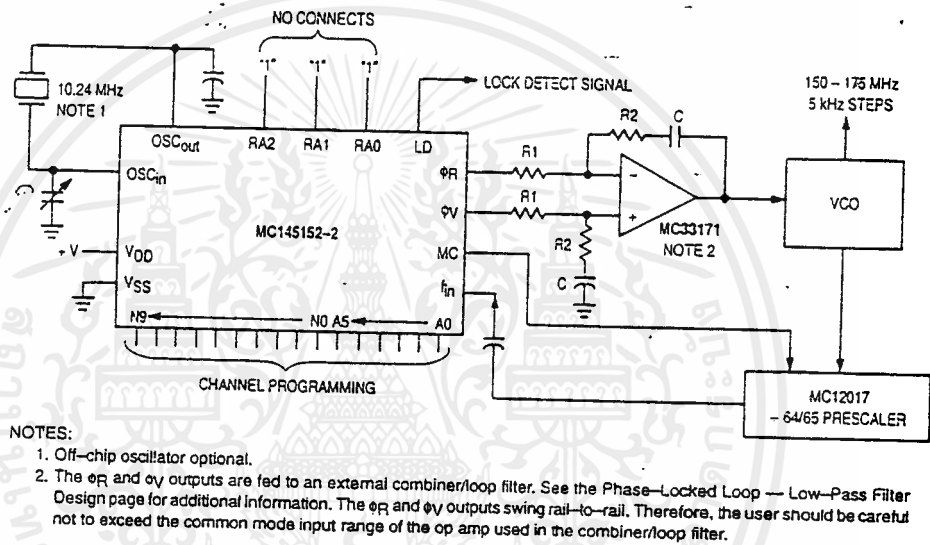 NO CONNECTS
"1" "1" "1"
LOCK DETECT SIGNAL
150 – 175 MHz
5 kHz STEPS
10.24 MHz
NOTE 1
R2 C
OSCout RA2 RA1 RA0 LD
OSCin
φR R1
VCO
φV R1
MC145152-2
MC33171
NOTE 2
+ V VDD
R2
MC
VSS
C
fin
N9 N0 A5 A0
CHANNEL PROGRAMMING
MC12017
– 64/65 PRESCALER
NOTES:
1. Off–chip oscillator optional.
2. The φR and φV outputs are fed to an external combiner/loop filter. See the Phase–Locked Loop — Low–Pass Filter
Design page for additional information. The φR and φV outputs swing rail–to–rail. Therefore, the user should be careful
not to exceed the common mode input range of the op amp used in the combiner/loop filter.